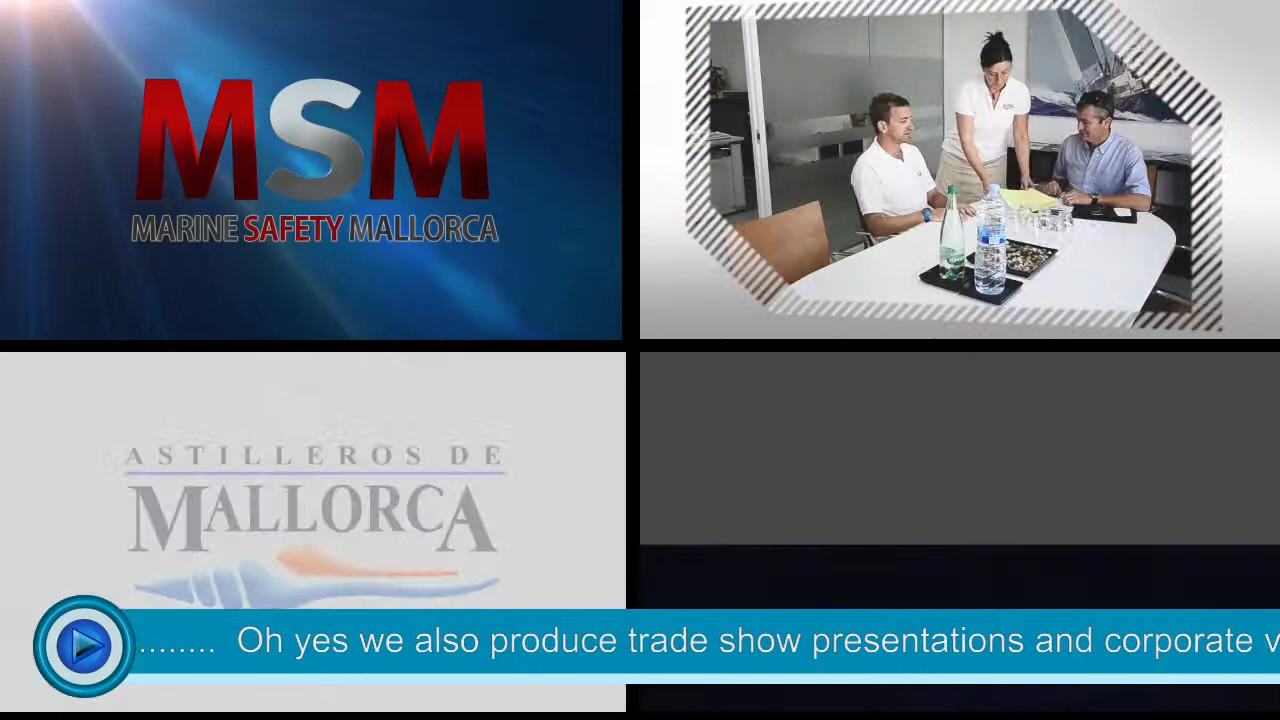 MSM
MARINE SAFETY MALLORCA
ASTILLEROS DE
MALLORCA
........ Oh yes we also produce trade show presentations and corporate v